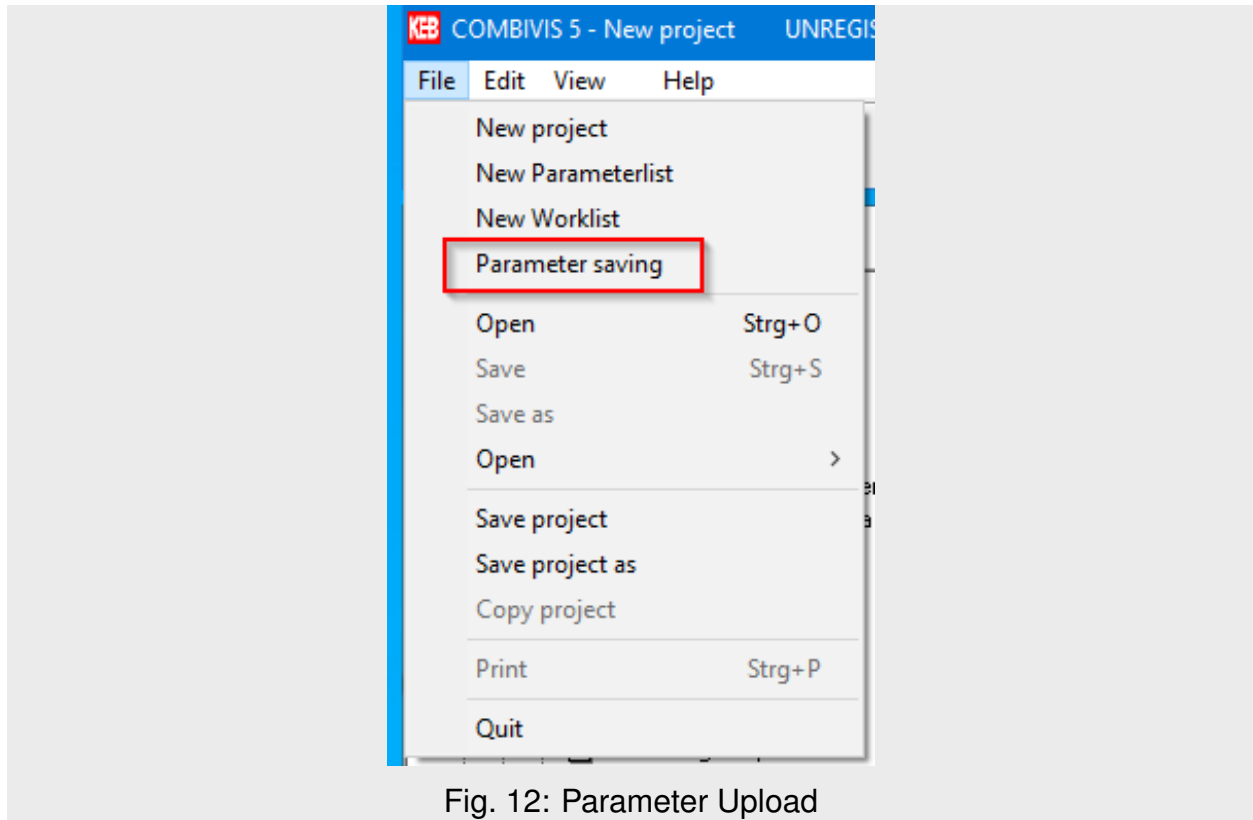 KEB COMBIVIS 5 - New project UNREGIS
File Edit View Help
New project
New Parameterlist
New Worklist
Parameter saving
Open Strg+O
Save Strg+S
Save as
Open >
Save project
Save project as
Copy project
Print Strg+P
Quit
Fig. 12: Parameter Upload